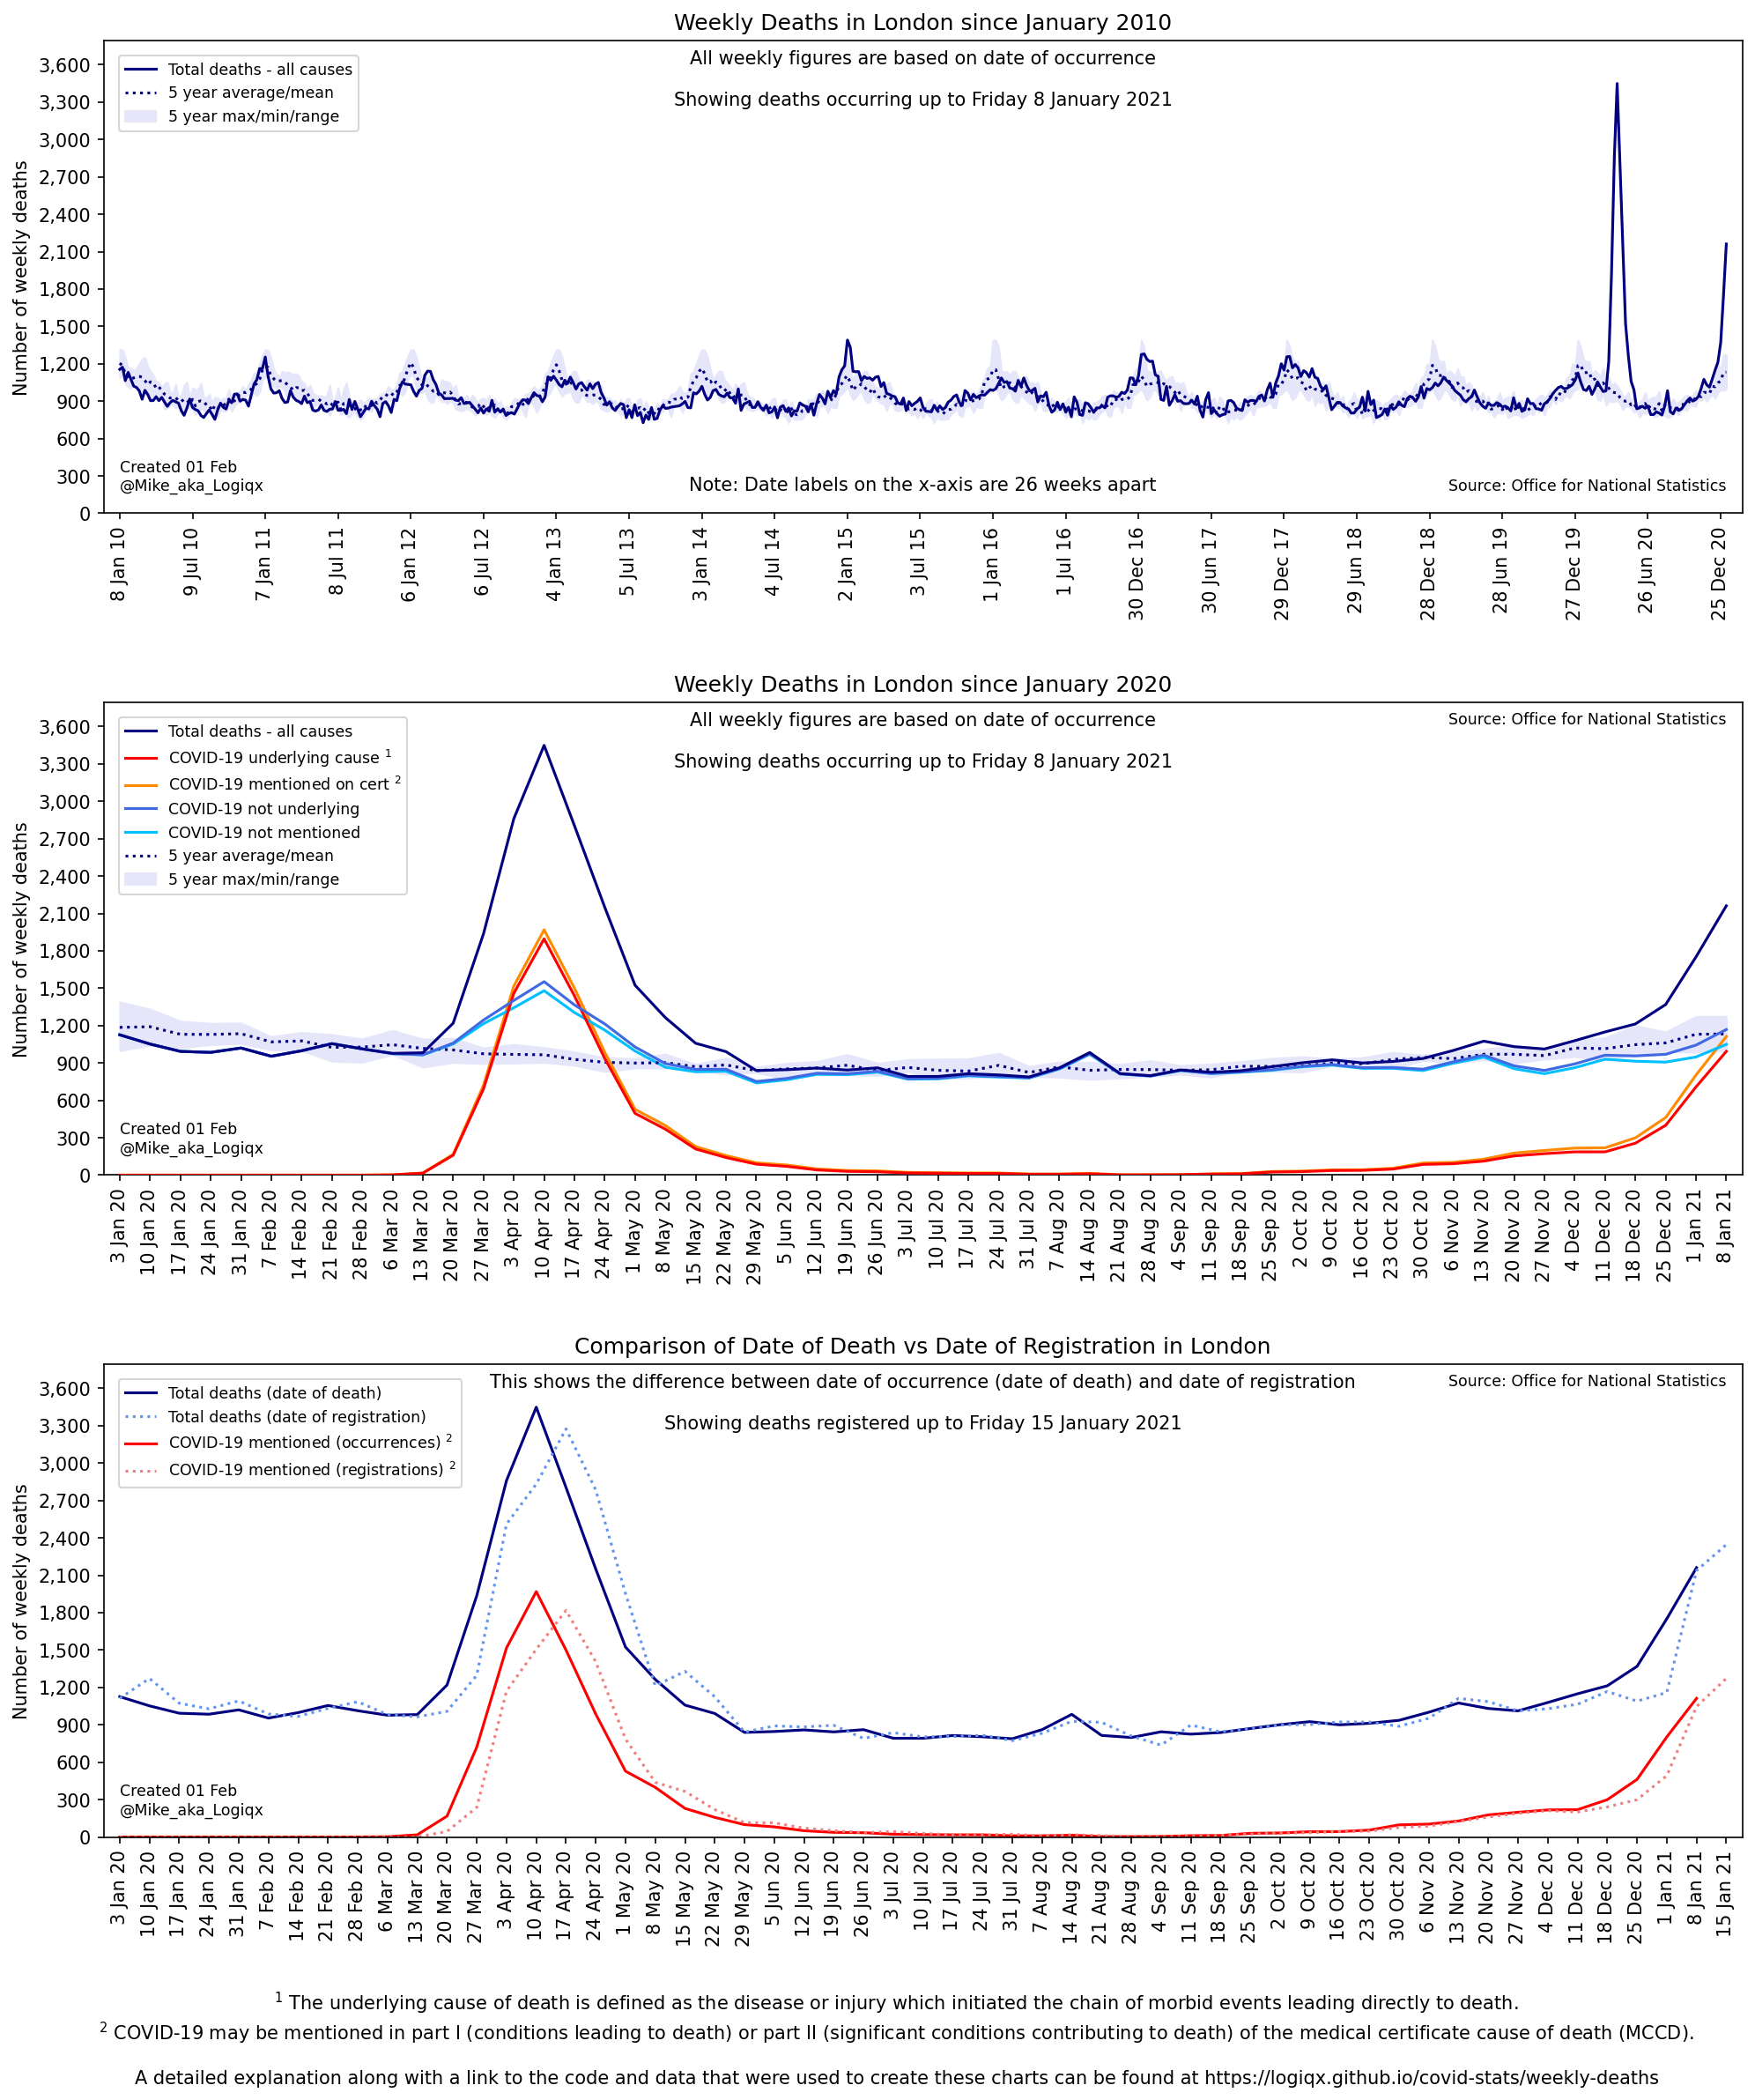 Weekly Deaths in London since January 2010
All weekly figures are based on date of occurrence
Showing deaths occurring up to Friday 8 January 2021
Total deaths - all causes
5 year average/mean
5 year max/min/range
Number of weekly deaths
3,600
3,300
3,000
2,700
2,400
2,100
1,800
1,500
1,200
900
600
300
0
Created 01 Feb
@Mike_aka_Logiqx
Note: Date labels on the x-axis are 26 weeks apart
Source: Office for National Statistics
8 Jan 10
9 Jul 10
7 Jan 11
8 Jul 11
6 Jan 12
6 Jul 12
4 Jan 13
5 Jul 13
3 Jan 14
4 Jul 14
2 Jan 15
3 Jul 15
1 Jan 16
1 Jul 16
30 Dec 16
30 Jun 17
29 Dec 17
29 Jun 18
28 Dec 18
28 Jun 19
27 Dec 19
26 Jun 20
25 Dec 20
Weekly Deaths in London since January 2020
All weekly figures are based on date of occurrence
Showing deaths occurring up to Friday 8 January 2021
Source: Office for National Statistics
Total deaths - all causes
COVID-19 underlying cause 1
COVID-19 mentioned on cert 2
COVID-19 not underlying
COVID-19 not mentioned
5 year average/mean
5 year max/min/range
Number of weekly deaths
3,600
3,300
3,000
2,700
2,400
2,100
1,800
1,500
1,200
900
600
300
0
Created 01 Feb
@Mike_aka_Logiqx
3 Jan 20
10 Jan 20
17 Jan 20
24 Jan 20
31 Jan 20
7 Feb 20
14 Feb 20
21 Feb 20
28 Feb 20
6 Mar 20
13 Mar 20
20 Mar 20
27 Mar 20
3 Apr 20
10 Apr 20
17 Apr 20
24 Apr 20
1 May 20
8 May 20
15 May 20
22 May 20
29 May 20
5 Jun 20
12 Jun 20
19 Jun 20
26 Jun 20
3 Jul 20
10 Jul 20
17 Jul 20
24 Jul 20
31 Jul 20
7 Aug 20
14 Aug 20
21 Aug 20
28 Aug 20
4 Sep 20
11 Sep 20
18 Sep 20
25 Sep 20
2 Oct 20
9 Oct 20
16 Oct 20
23 Oct 20
30 Oct 20
6 Nov 20
13 Nov 20
20 Nov 20
27 Nov 20
4 Dec 20
11 Dec 20
18 Dec 20
25 Dec 20
1 Jan 21
8 Jan 21
Comparison of Date of Death vs Date of Registration in London
This shows the difference between date of occurrence (date of death) and date of registration
Showing deaths registered up to Friday 15 January 2021
Source: Office for National Statistics
Total deaths (date of death)
Total deaths (date of registration)
COVID-19 mentioned (occurrences) 2
COVID-19 mentioned (registrations) 2
Number of weekly deaths
3,600
3,300
3,000
2,700
2,400
2,100
1,800
1,500
1,200
900
600
300
0
Created 01 Feb
@Mike_aka_Logiqx
3 Jan 20
10 Jan 20
17 Jan 20
24 Jan 20
31 Jan 20
7 Feb 20
14 Feb 20
21 Feb 20
28 Feb 20
6 Mar 20
13 Mar 20
20 Mar 20
27 Mar 20
3 Apr 20
10 Apr 20
17 Apr 20
24 Apr 20
1 May 20
8 May 20
15 May 20
22 May 20
29 May 20
5 Jun 20
12 Jun 20
19 Jun 20
26 Jun 20
3 Jul 20
10 Jul 20
17 Jul 20
24 Jul 20
31 Jul 20
7 Aug 20
14 Aug 20
21 Aug 20
28 Aug 20
4 Sep 20
11 Sep 20
18 Sep 20
25 Sep 20
2 Oct 20
9 Oct 20
16 Oct 20
23 Oct 20
30 Oct 20
6 Nov 20
13 Nov 20
20 Nov 20
27 Nov 20
4 Dec 20
11 Dec 20
18 Dec 20
25 Dec 20
1 Jan 21
8 Jan 21
15 Jan 21
1 The underlying cause of death is defined as the disease or injury which initiated the chain of morbid events leading directly to death.
2 COVID-19 may be mentioned in part I (conditions leading to death) or part II (significant conditions contributing to death) of the medical certificate cause of death (MCCD).
A detailed explanation along with a link to the code and data that were used to create these charts can be found at https://logiqx.github.io/covid-stats/weekly-deaths